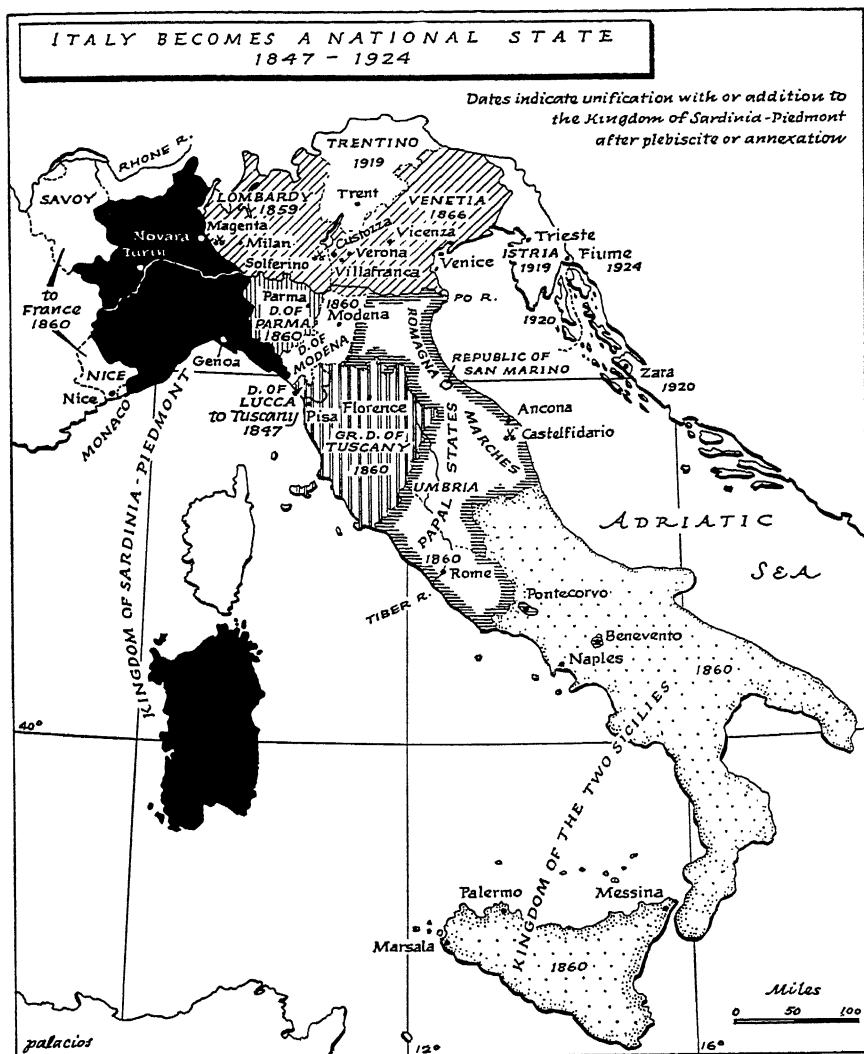 ITALY BECOMES A NATIONAL STATE
1847 – 1924
Dates indicate unification with or addition to
the Kingdom of Sardinia-Piedmont
after plebiscite or annexation
RHONE R.
SAVOY
TRENTINO
1919
Trent
LOMBARDY
1859
VENETIA
1866
Novara
Turin
Magenta
Milan
Solferino
Custozza
Vicenza
Verona
Villafranca
Venice
Trieste
ISTRIA
1919
Fiume
1924
1920
Zara
1920
to
France
1860
NICE
Nice
MONACO
Genoa
Parma
D. OF
PARMA
1860
1860
Modena
D. OF
MODENA
PO R.
ROMAGNA
REPUBLIC OF
SAN MARINO
D. OF
LUCCA
to TUSCANY
1847
Pisa
Florence
GR. D. OF
TUSCANY
1860
Ancona
Castelfidario
MARCHES
UMBRIA
PAPAL STATES
1860
Rome
TIBER R.
ADRIATIC
SEA
KINGDOM OF SARDINIA-PIEDMONT
Pontecorvo
Benevento
Naples
1860
40°
KINGDOM OF THE TWO SICILIES
Palermo
Messina
Marsala
1860
Miles
0 50 100
palacios
12°
16°